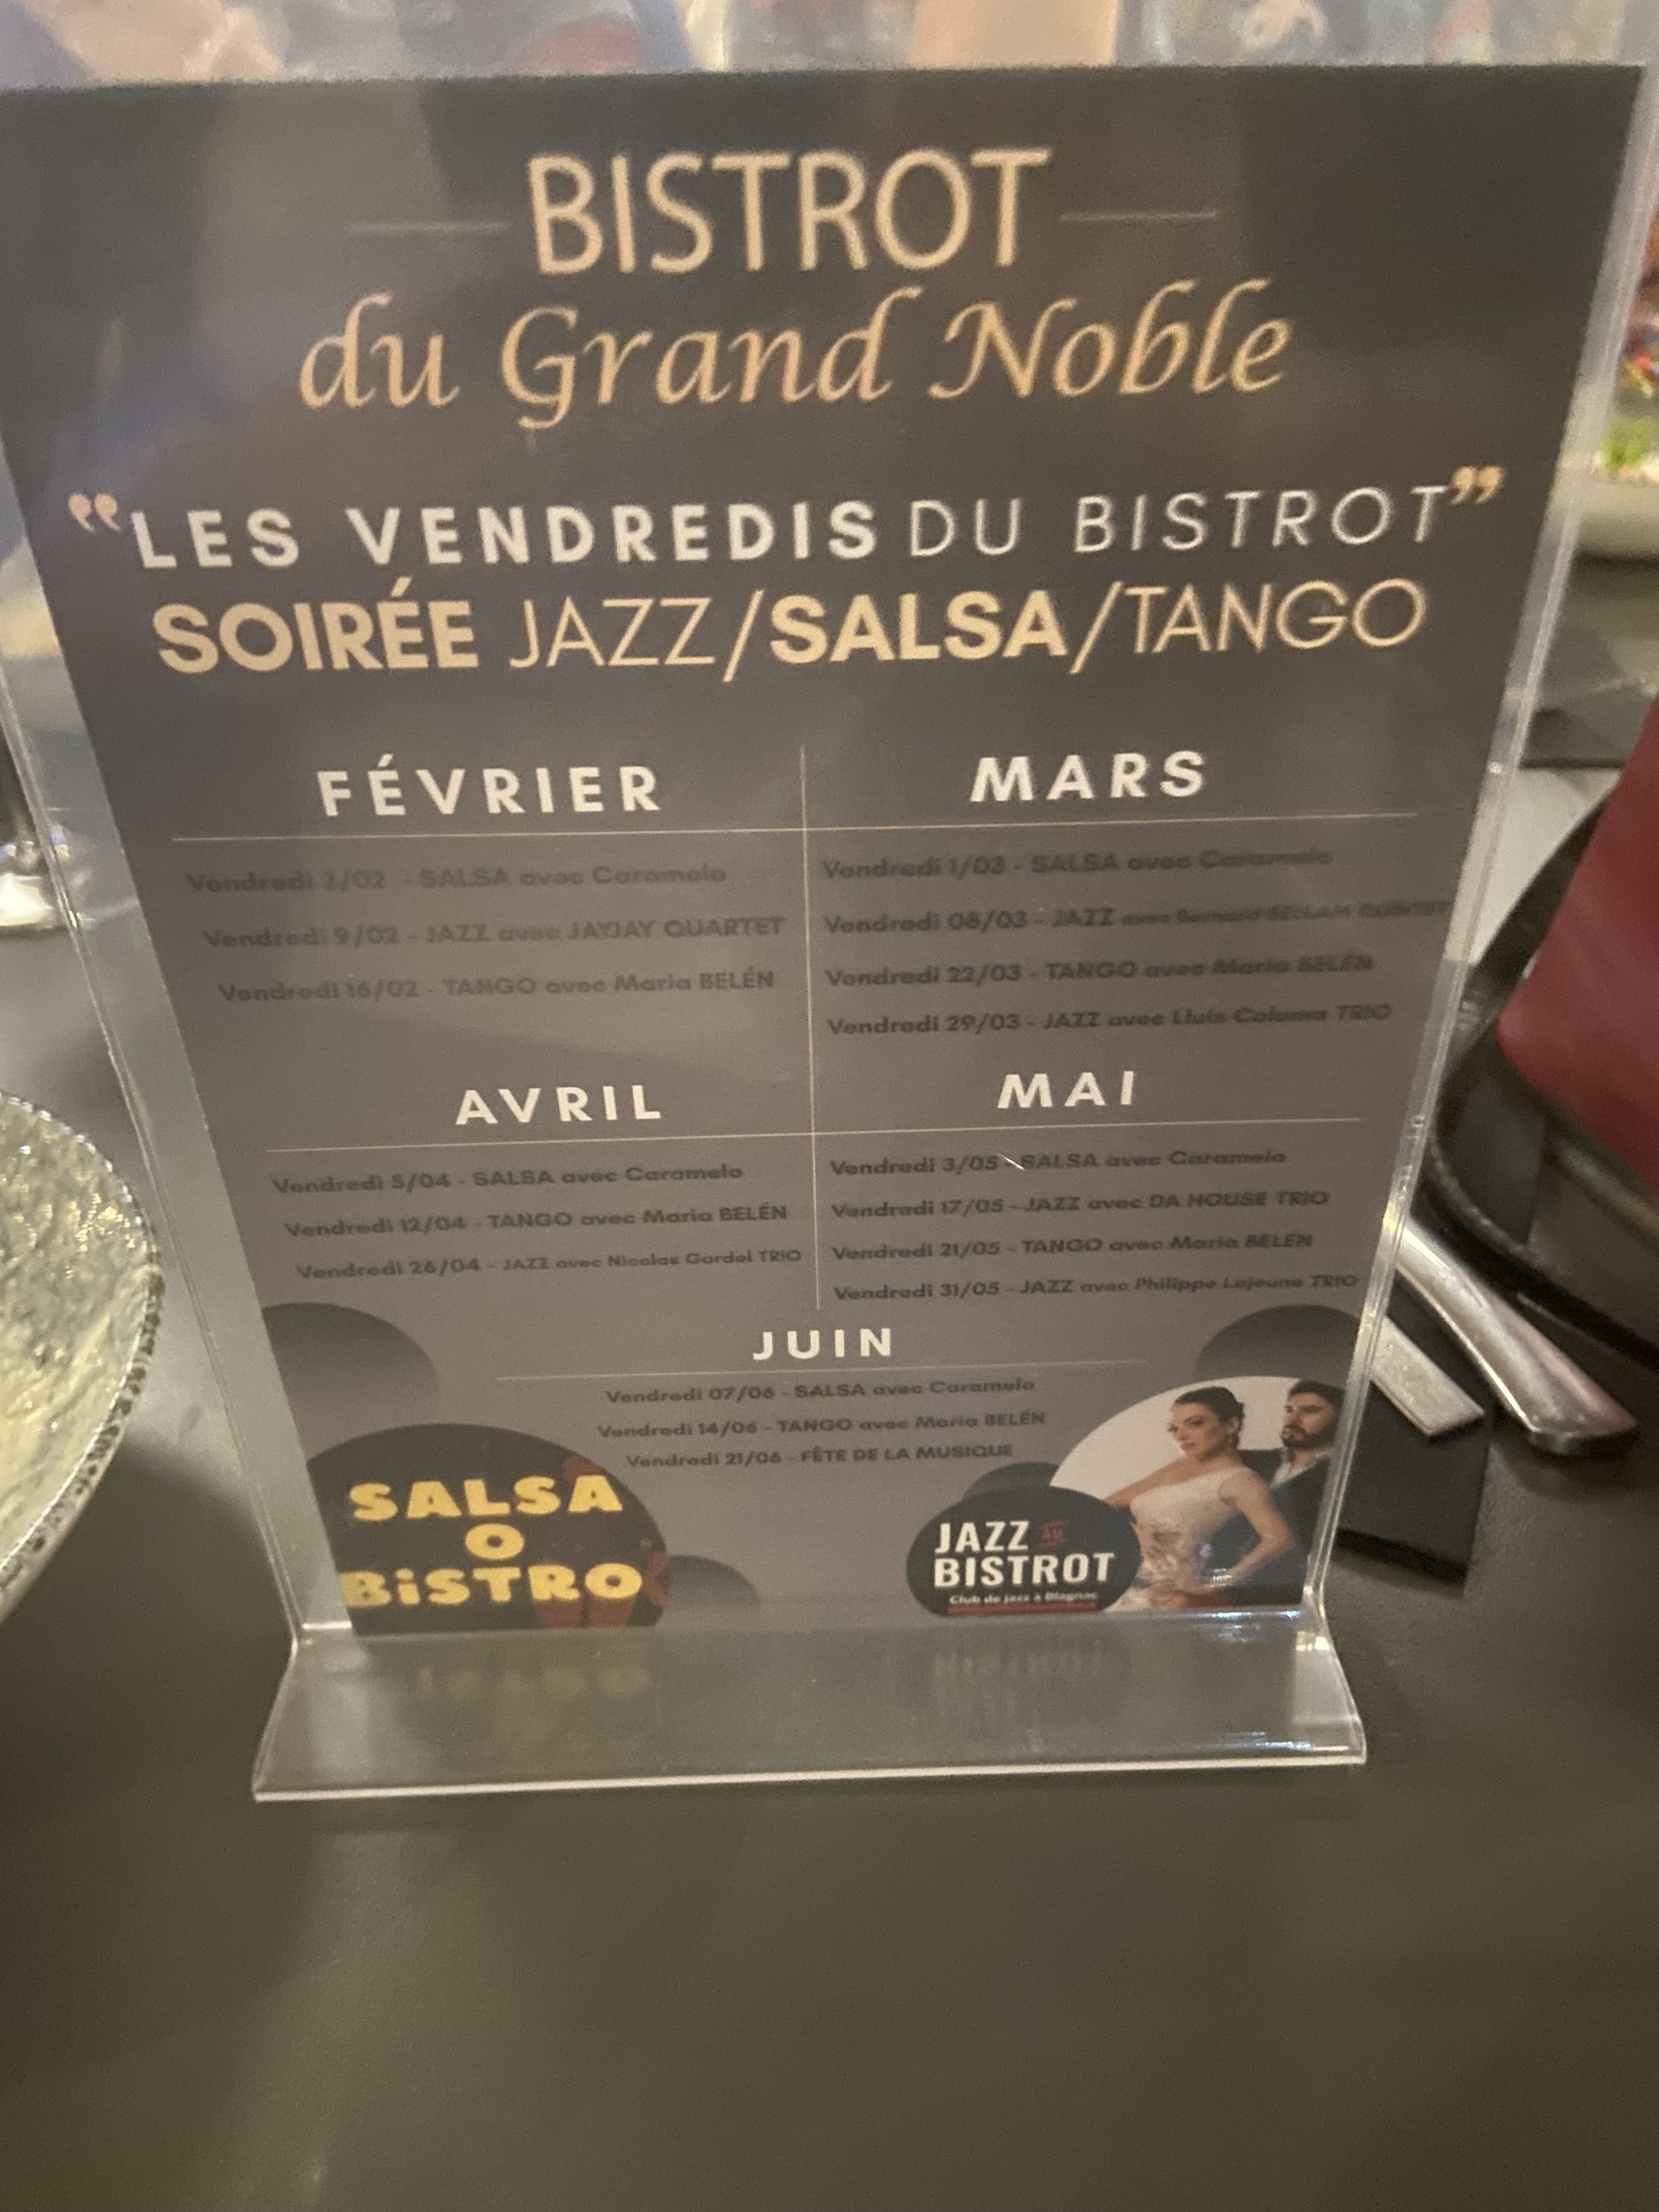 BISTROT
du Grand Noble
“LES VENDREDIS DU BISTROT”
SOIRÉE JAZZ/SALSA/TANGO
FÉVRIER
Vendredi 2/02 - SALSA avec Caramelo
Vendredi 9/02 - JAZZ avec JAYJAY QUARTET
Vendredi 16/02 - TANGO avec Maria BELÉN
MARS
Vendredi 1/03 - SALSA avec Caramelo
Vendredi 08/03 - JAZZ avec Bernard QUINTET
Vendredi 22/03 - TANGO avec Maria BELÉN
Vendredi 29/03 - JAZZ avec Lluís Coloma TRIO
AVRIL
Vendredi 5/04 - SALSA avec Caramelo
Vendredi 12/04 - TANGO avec Maria BELÉN
Vendredi 26/04 - JAZZ avec Nicolas Gardel TRIO
MAI
Vendredi 3/05 - SALSA avec Caramelo
Vendredi 17/05 - JAZZ avec DA HOUSE TRIO
Vendredi 21/05 - TANGO avec Maria BELÉN
Vendredi 31/05 - JAZZ avec Philippe Lejeune TRIO
JUIN
Vendredi 07/06 - SALSA avec Caramelo
Vendredi 14/06 - TANGO avec Maria BELÉN
Vendredi 21/06 - FÊTE DE LA MUSIQUE
SALSA
O
BiSTRO
JAZZ AU
BISTROT
Club de jazz à Blagnac